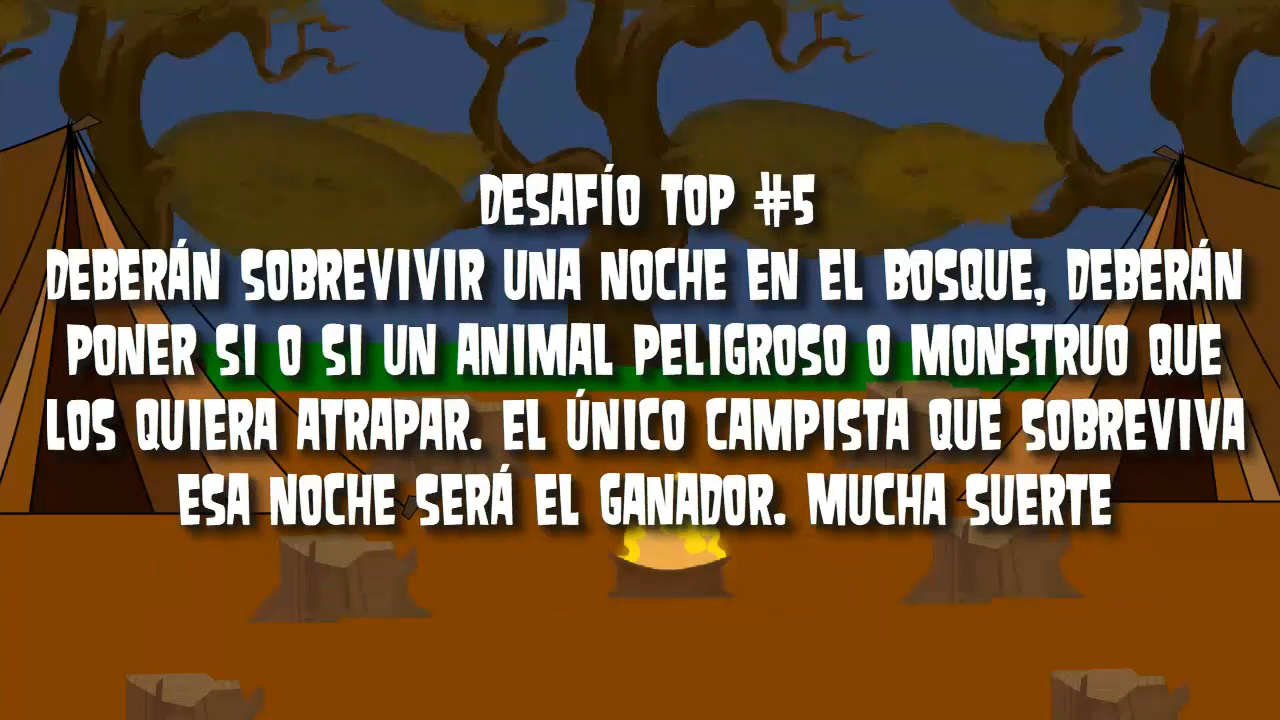 DESAFÍO TOP #5
DEBERÁN SOBREVIVIR UNA NOCHE EN EL BOSQUE, DEBERÁN
PONER SI O SI UN ANIMAL PELIGROSO O MONSTRUO QUE
LOS QUIERA ATRAPAR. EL ÚNICO CAMPISTA QUE SOBREVIVA
ESA NOCHE SERÁ EL GANADOR. MUCHA SUERTE